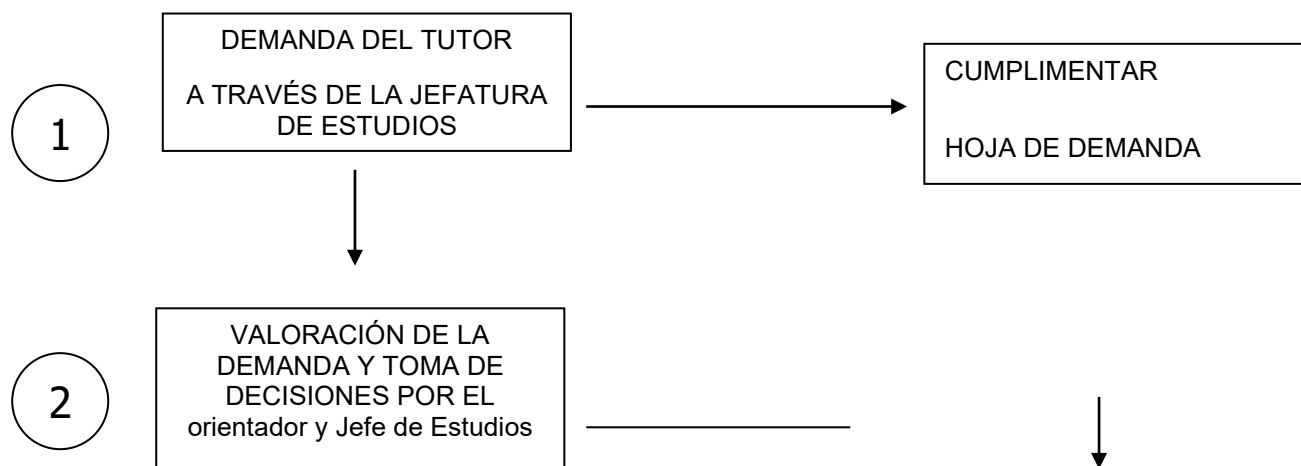 DEMANDA DEL TUTOR
A TRAVÉS DE LA JEFATURA
DE ESTUDIOS
CUMPLIMENTAR
HOJA DE DEMANDA
1
VALORACIÓN DE LA
DEMANDA Y TOMA DE
DECISIONES POR EL
orientador y Jefe de Estudios
2